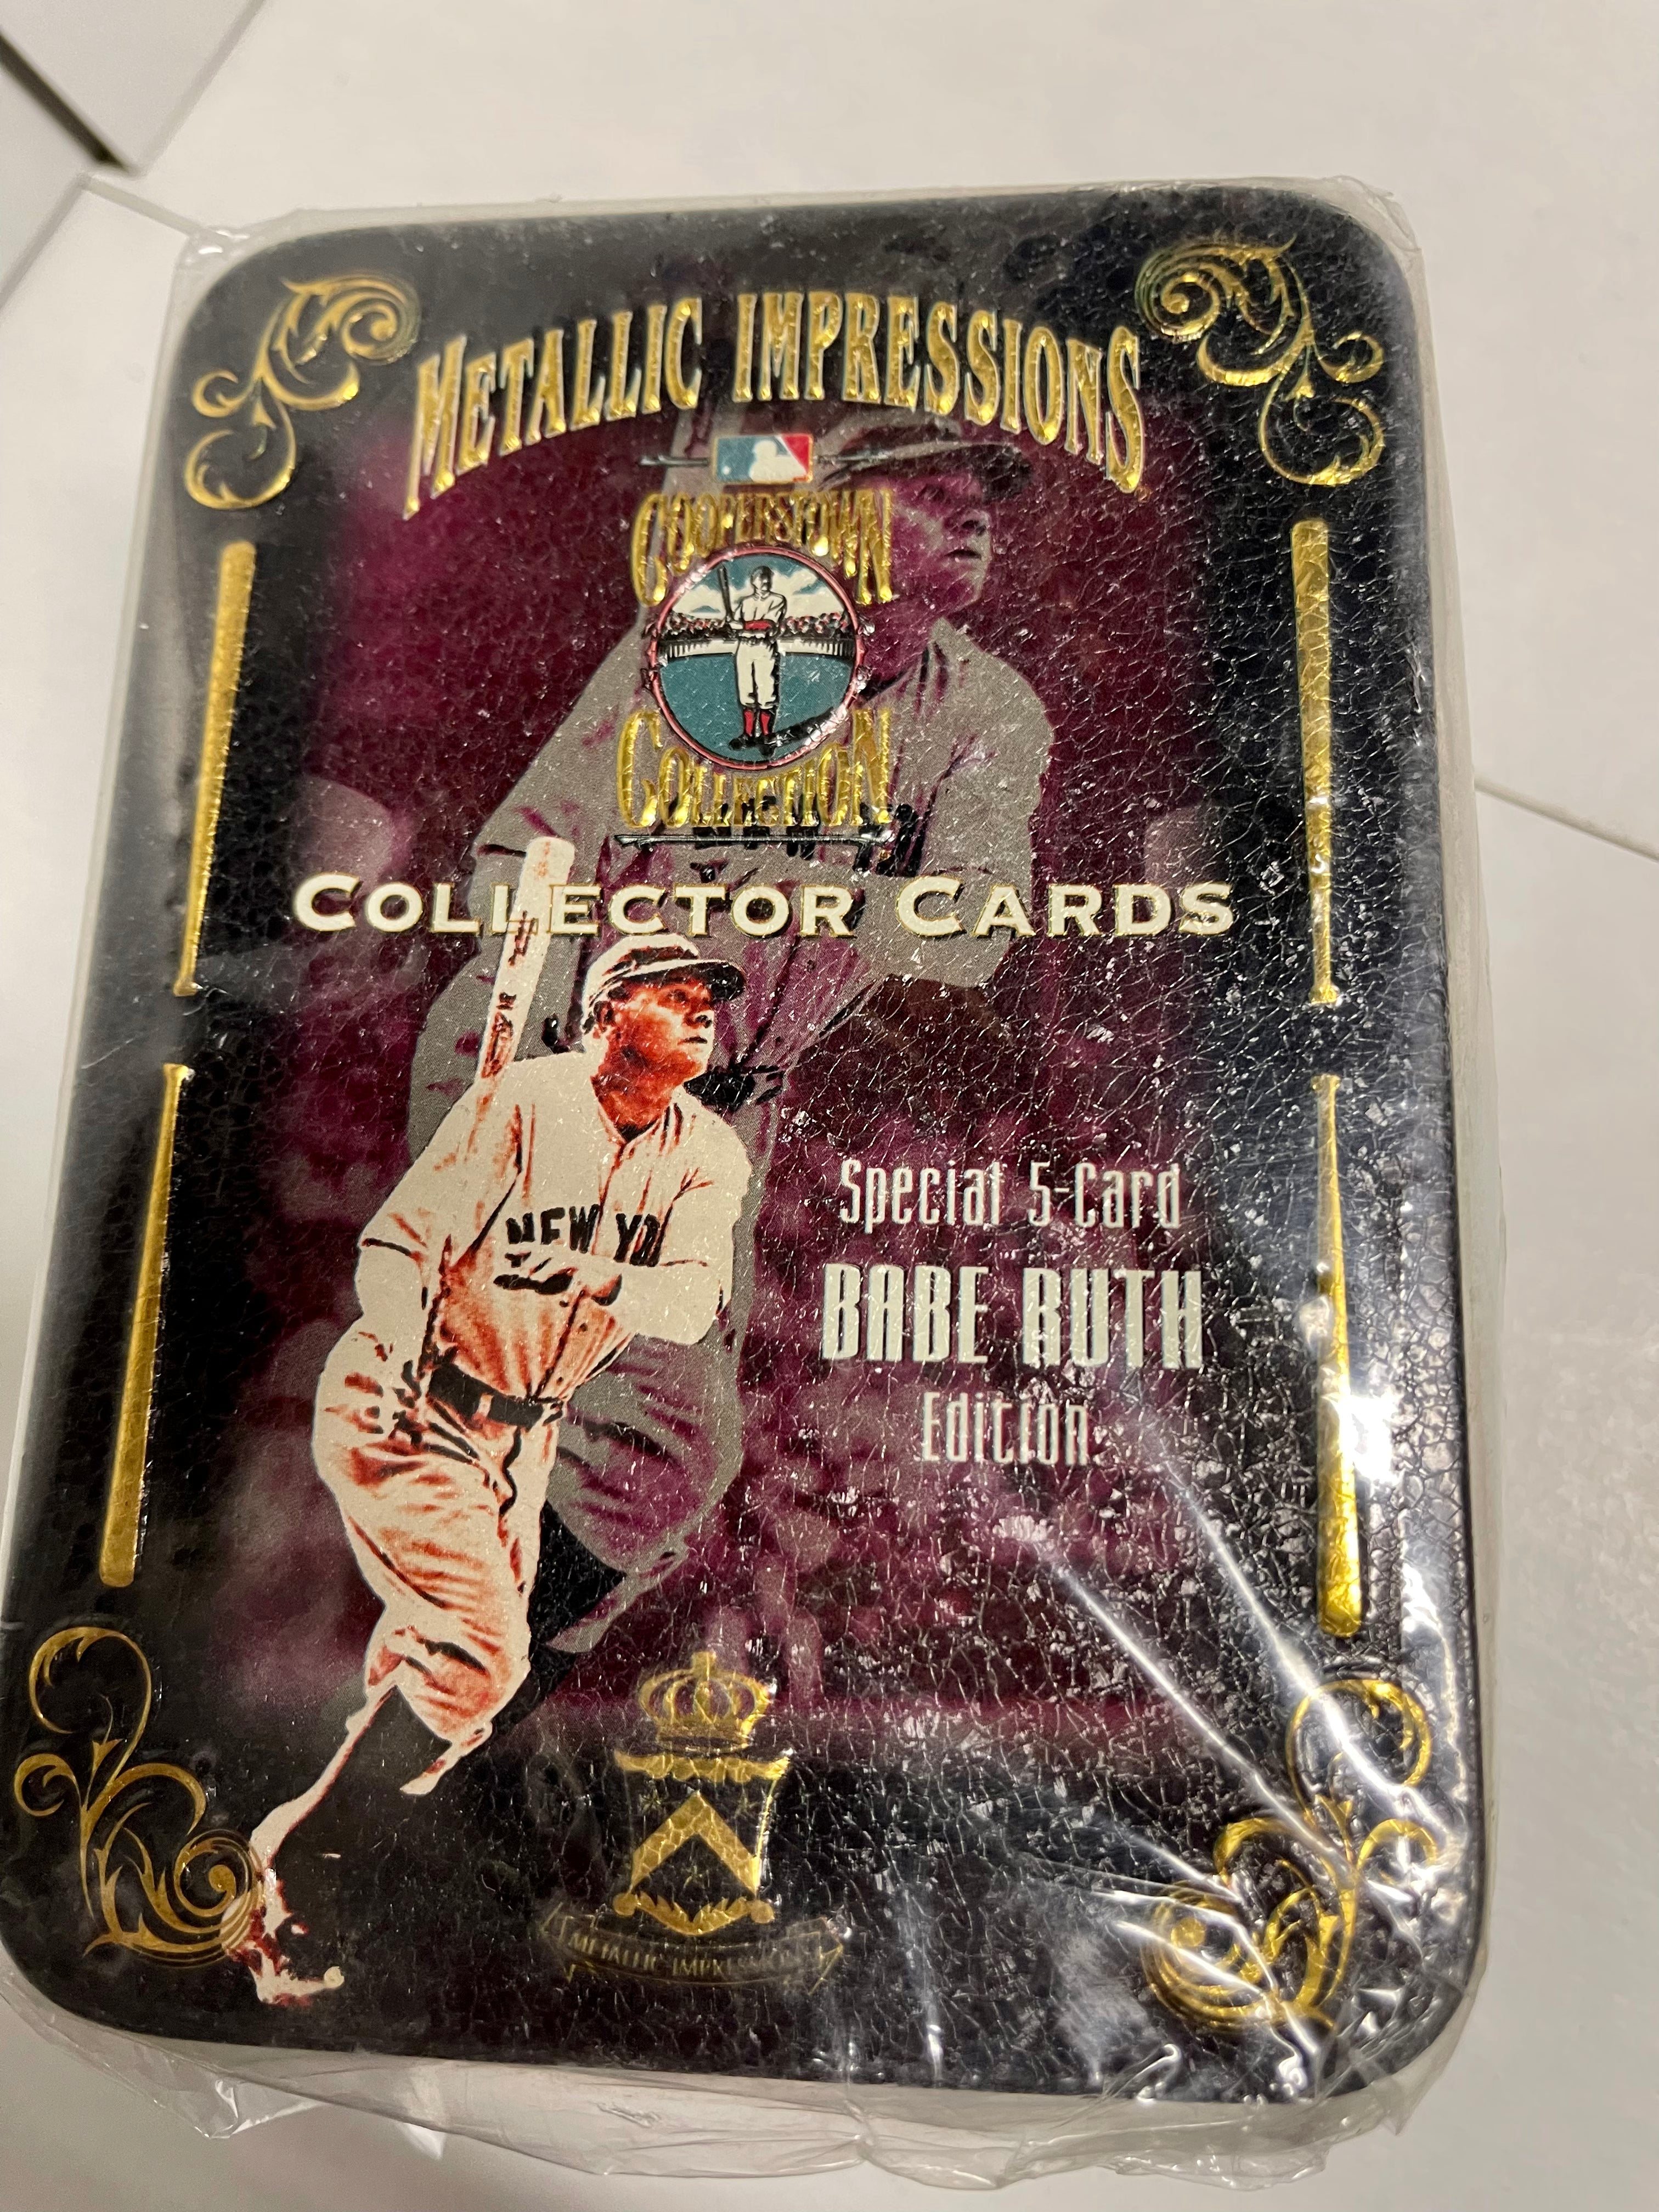 METALLIC IMPRESSIONS
COOPERSTOWN
COLLECTION
COLLECTOR CARDS
NEW YO
Special 5-Card
BABE RUTH
Edition
METALLIC IMPRESSIONS